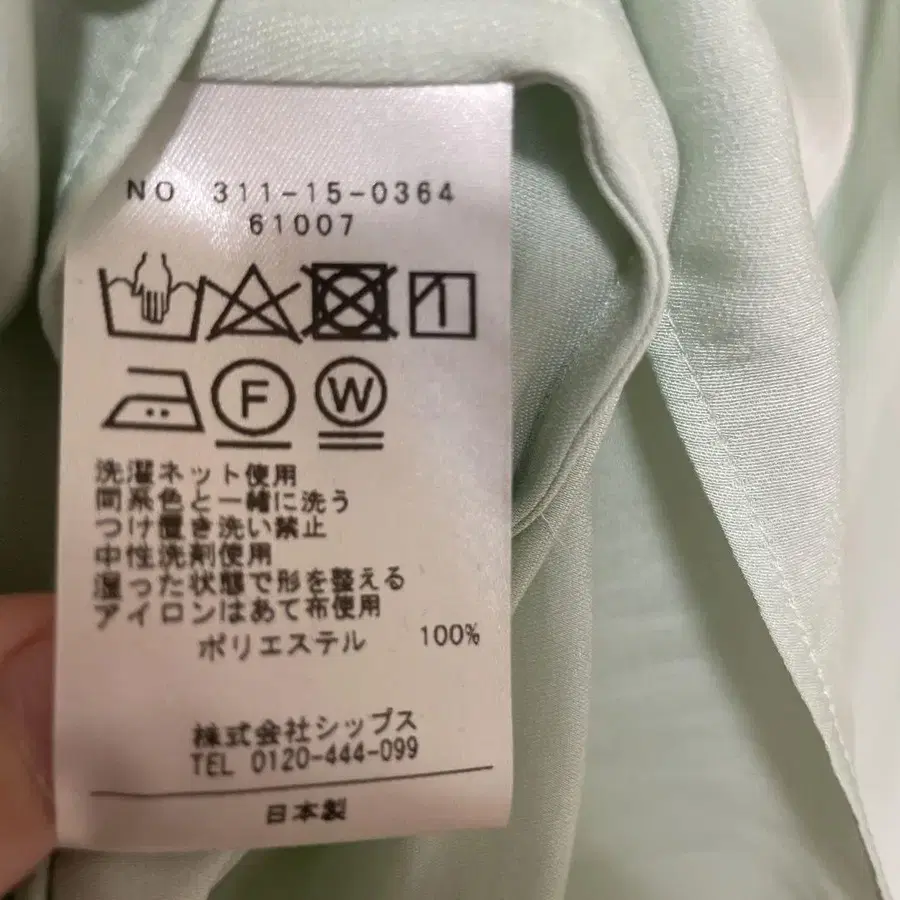 NO 311-15-0364
61007
F W
洗濯ネット使用
同系色と一緒に洗う
つけ置き洗い禁止
中性洗剤使用
湿った状態で形を整える
アイロンはあて布使用
ポリエステル 100%
株式会社シップス
TEL 0120-444-099
日本製